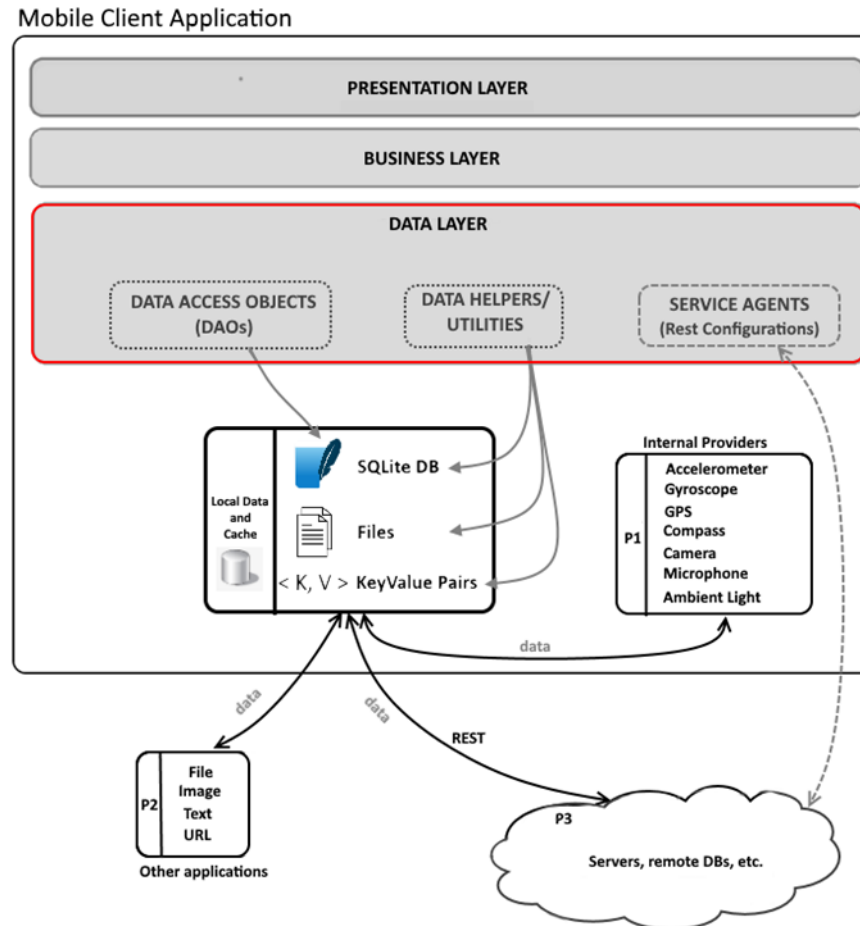 Mobile Client Application
PRESENTATION LAYER
BUSINESS LAYER
DATA LAYER
DATA ACCESS OBJECTS
(DAOs)
DATA HELPERS/
UTILITIES
SERVICE AGENTS
(Rest Configurations)
Local Data
and
Cache
SQLite DB
Files
< K, V > KeyValue Pairs
Internal Providers
P1
Accelerometer
Gyroscope
GPS
Compass
Camera
Microphone
Ambient Light
data
data
data
REST
P2
File
Image
Text
URL
Other applications
P3
Servers, remote DBs, etc.